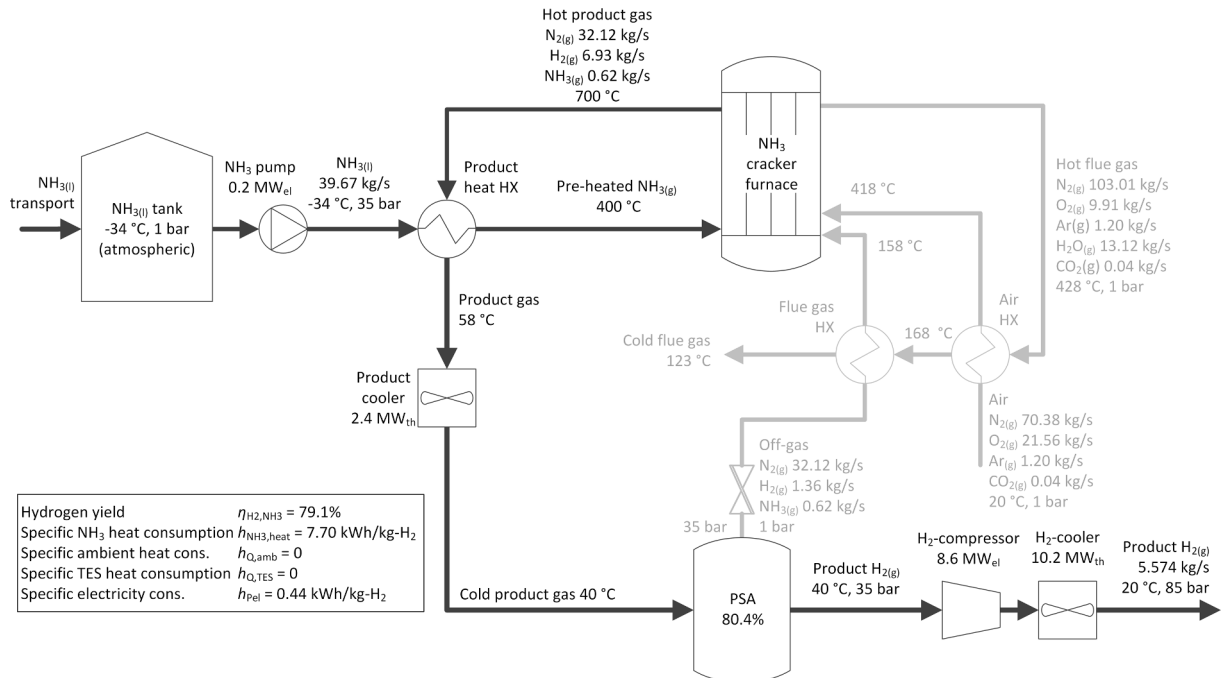 Hot product gas
N2(g) 32.12 kg/s
H2(g) 6.93 kg/s
NH3(g) 0.62 kg/s
700 °C
NH3(l)
transport
NH3(l) tank
-34 °C, 1 bar
(atmospheric)
NH3 pump
0.2 MWel
NH3(l)
39.67 kg/s
-34 °C, 35 bar
Product
heat HX
Pre-heated NH3(g)
400 °C
NH3
cracker
furnace
418 °C
158 °C
Hot flue gas
N2(g) 103.01 kg/s
O2(g) 9.91 kg/s
Ar(g) 1.20 kg/s
H2O(g) 13.12 kg/s
CO2(g) 0.04 kg/s
428 °C, 1 bar
Product gas
58 °C
Flue gas
HX
Air
HX
168 °C
Cold flue gas
123 °C
Product
cooler
2.4 MWth
Air
N2(g) 70.38 kg/s
O2(g) 21.56 kg/s
Ar(g) 1.20 kg/s
CO2(g) 0.04 kg/s
20 °C, 1 bar
Off-gas
N2(g) 32.12 kg/s
H2(g) 1.36 kg/s
NH3(g) 0.62 kg/s
35 bar
1 bar
Hydrogen yield ηH2,NH3 = 79.1%
Specific NH3 heat consumption hNH3,heat = 7.70 kWh/kg-H2
Specific ambient heat cons. hQ,amb = 0
Specific TES heat consumption hQ,TES = 0
Specific electricity cons. hPel = 0.44 kWh/kg-H2
Cold product gas 40 °C
PSA
80.4%
Product H2(g)
40 °C, 35 bar
H2-compressor
8.6 MWel
H2-cooler
10.2 MWth
Product H2(g)
5.574 kg/s
20 °C, 85 bar